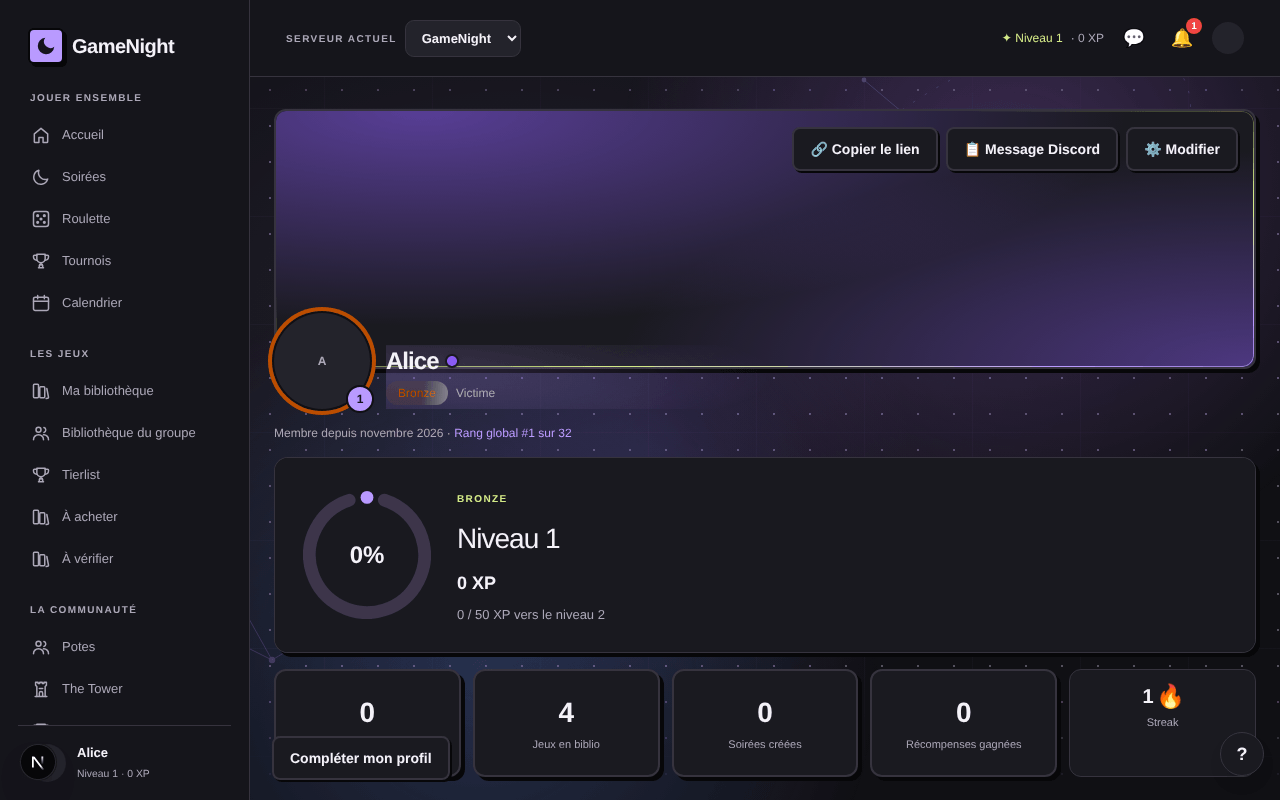 GameNight
SERVEUR ACTUEL
GameNight
✦ Niveau 1 · 0 XP
1
JOUER ENSEMBLE
Accueil
Soirées
Roulette
Tournois
Calendrier
LES JEUX
Ma bibliothèque
Bibliothèque du groupe
Tierlist
À acheter
À vérifier
LA COMMUNAUTÉ
Potes
The Tower
N
Alice
Niveau 1 · 0 XP
🔗 Copier le lien
📋 Message Discord
⚙️ Modifier
A
1
Alice
Bronze
Victime
Membre depuis novembre 2026 · Rang global #1 sur 32
0%
BRONZE
Niveau 1
0 XP
0 / 50 XP vers le niveau 2
0
Compléter mon profil
4
Jeux en biblio
0
Soirées créées
0
Récompenses gagnées
1 🔥
Streak
?